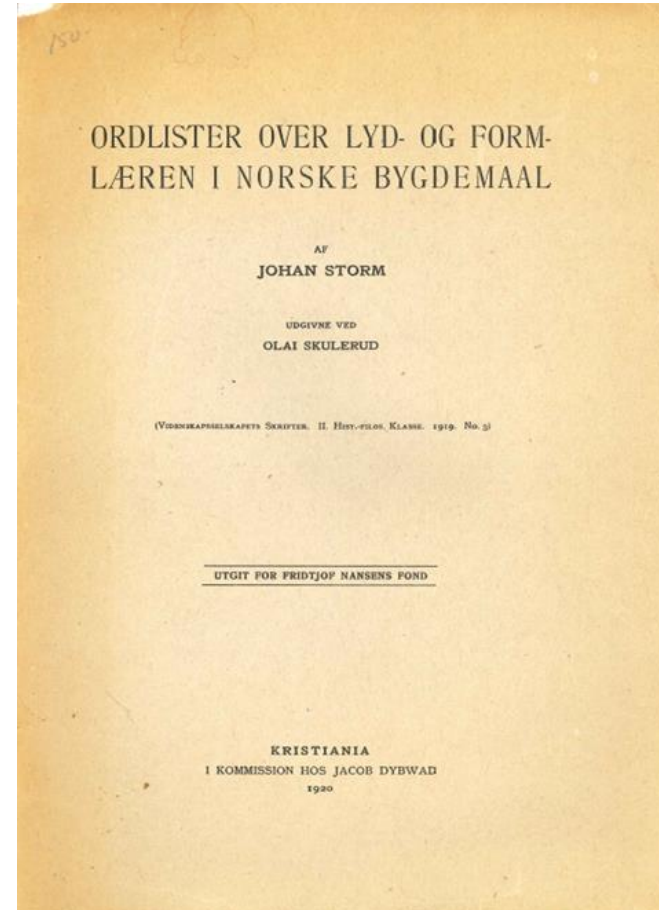 150-
ORDLISTER OVER LYD- OG FORM-
LÆREN I NORSKE BYGDEMAAL
AF
JOHAN STORM
UDGIVNE VED
OLAI SKULERUD
(VIDENSKAPSSELSKAPETS SKRIFTER. II. HIST.-FILOS. KLASSE. 1919. No. 5)
UTGIT FOR FRIDTJOF NANSENS FOND
KRISTIANIA
I KOMMISSION HOS JACOB DYBWAD
1920